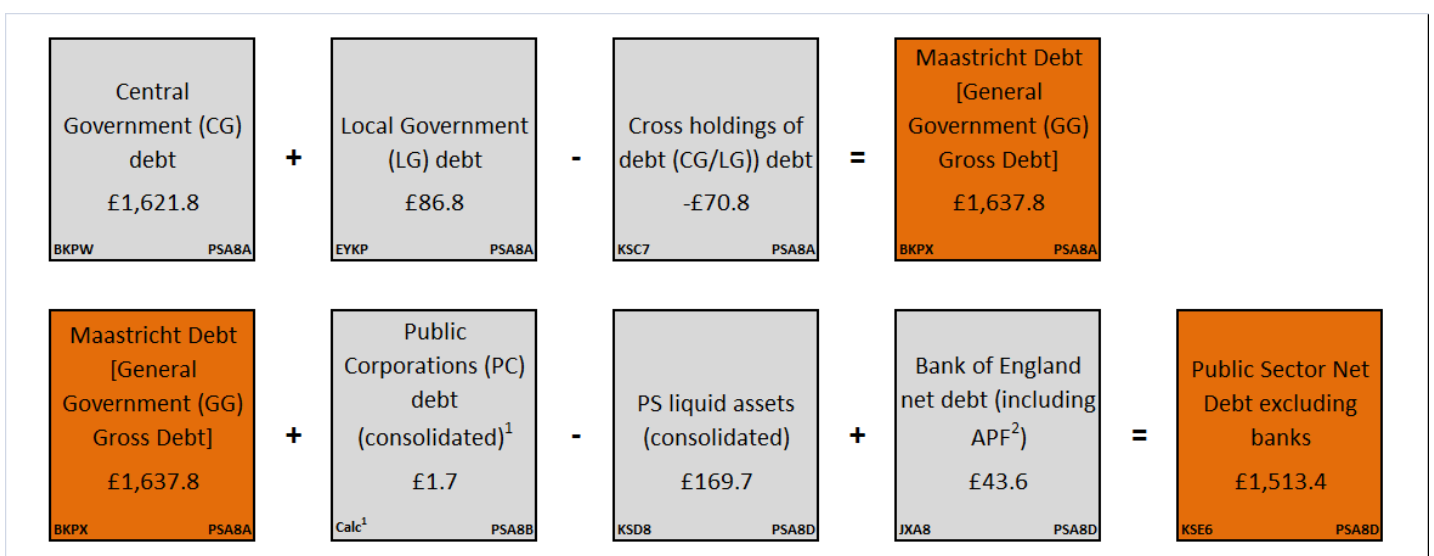 Central
Government (CG)
debt
£1,621.8
BKPW PSA8A
+
Local Government
(LG) debt
£86.8
EYKP PSA8A
-
Cross holdings of
debt (CG/LG)) debt
-£70.8
KSC7 PSA8A
=
Maastricht Debt
[General
Government (GG)
Gross Debt]
£1,637.8
BKPX PSA8A
Maastricht Debt
[General
Government (GG)
Gross Debt]
£1,637.8
BKPX PSA8A
+
Public
Corporations (PC)
debt
(consolidated)¹
£1.7
Calc¹ PSA8B
-
PS liquid assets
(consolidated)
£169.7
KSD8 PSA8D
+
Bank of England
net debt (including
APF²)
£43.6
JXA8 PSA8D
=
Public Sector Net
Debt excluding
banks
£1,513.4
KSE6 PSA8D